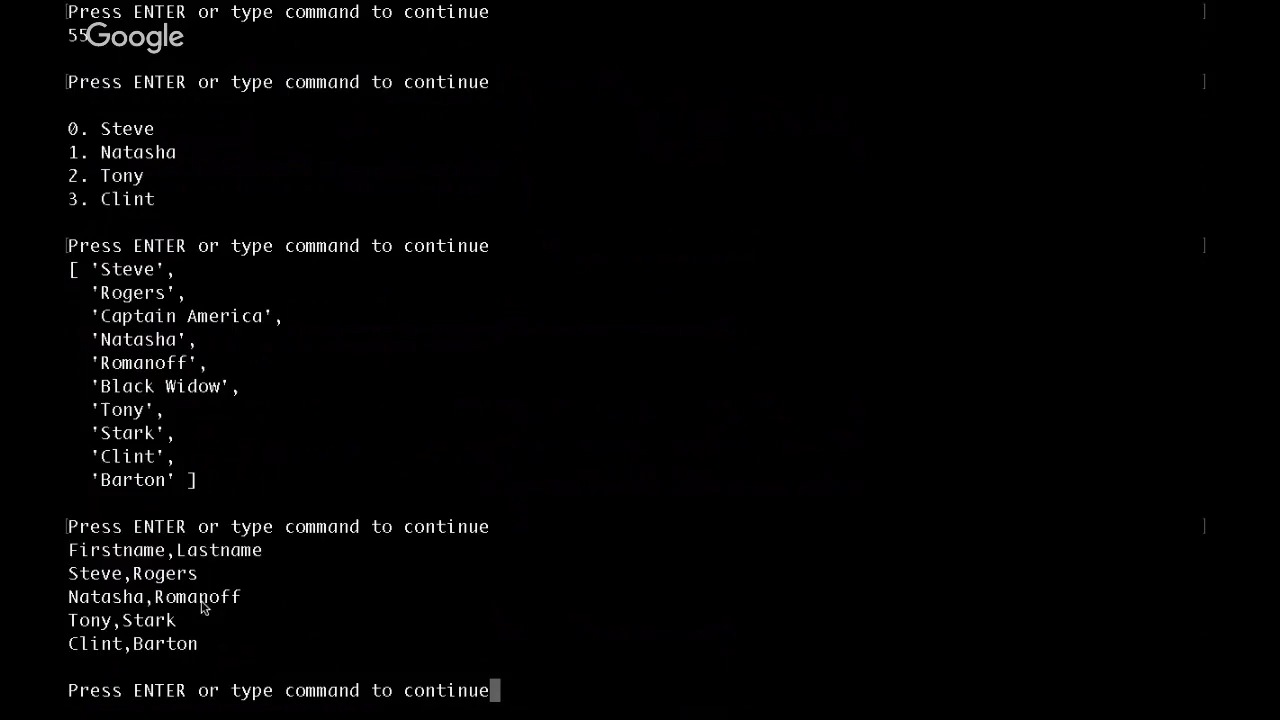 Press ENTER or type command to continue
55
Google
Press ENTER or type command to continue
0. Steve
1. Natasha
2. Tony
3. Clint
Press ENTER or type command to continue
[ 'Steve',
'Rogers',
'Captain America',
'Natasha',
'Romanoff',
'Black Widow',
'Tony',
'Stark',
'Clint',
'Barton' ]
Press ENTER or type command to continue
Firstname,Lastname
Steve,Rogers
Natasha,Romanoff
Tony,Stark
Clint,Barton
Press ENTER or type command to continue